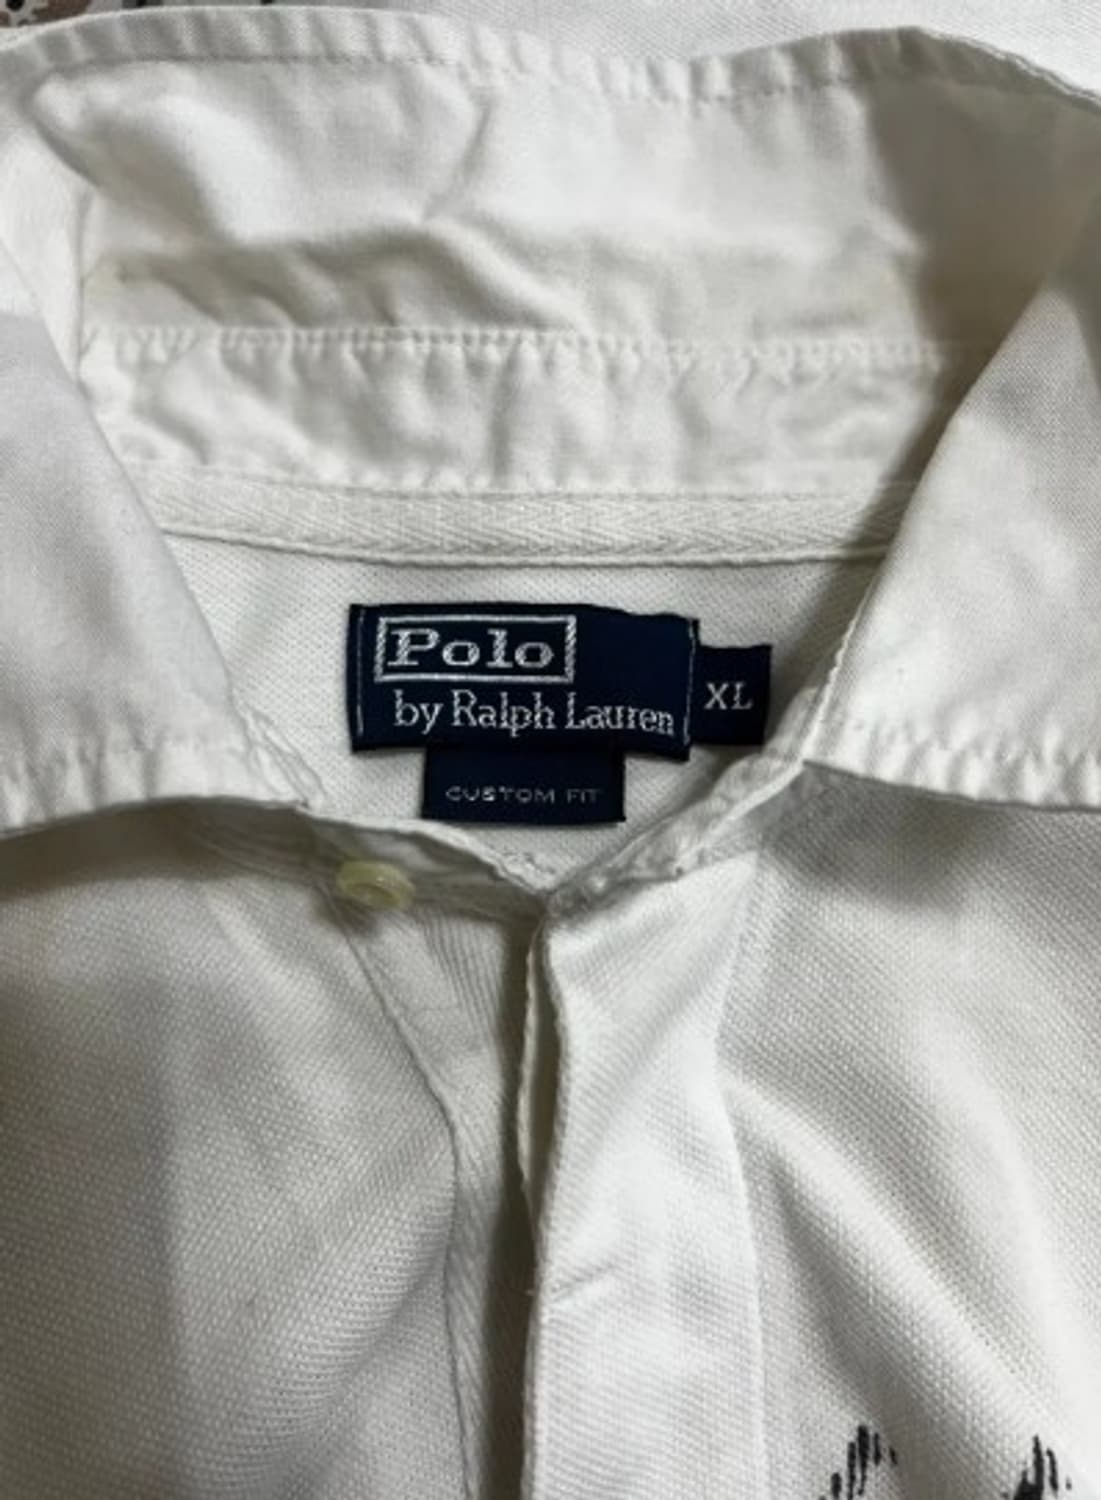 Polo
by Ralph Lauren
XL
CUSTOM FIT